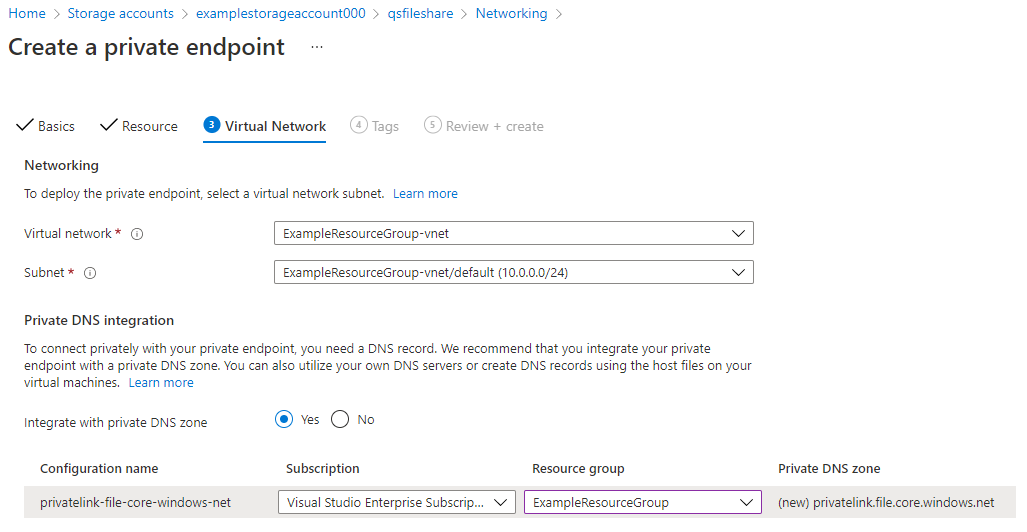 Home > Storage accounts > examplestorageaccount000 > qsfileshare > Networking >
Create a private endpoint ...
Basics Resource 3 Virtual Network 4 Tags 5 Review + create
Networking
To deploy the private endpoint, select a virtual network subnet. Learn more
Virtual network * ExampleResourceGroup-vnet
Subnet * ExampleResourceGroup-vnet/default (10.0.0.0/24)
Private DNS integration
To connect privately with your private endpoint, you need a DNS record. We recommend that you integrate your private
endpoint with a private DNS zone. You can also utilize your own DNS servers or create DNS records using the host files on your
virtual machines. Learn more
Integrate with private DNS zone Yes No
Configuration name Subscription Resource group Private DNS zone
privatelink-file-core-windows-net Visual Studio Enterprise Subscrip... ExampleResourceGroup (new) privatelink.file.core.windows.net